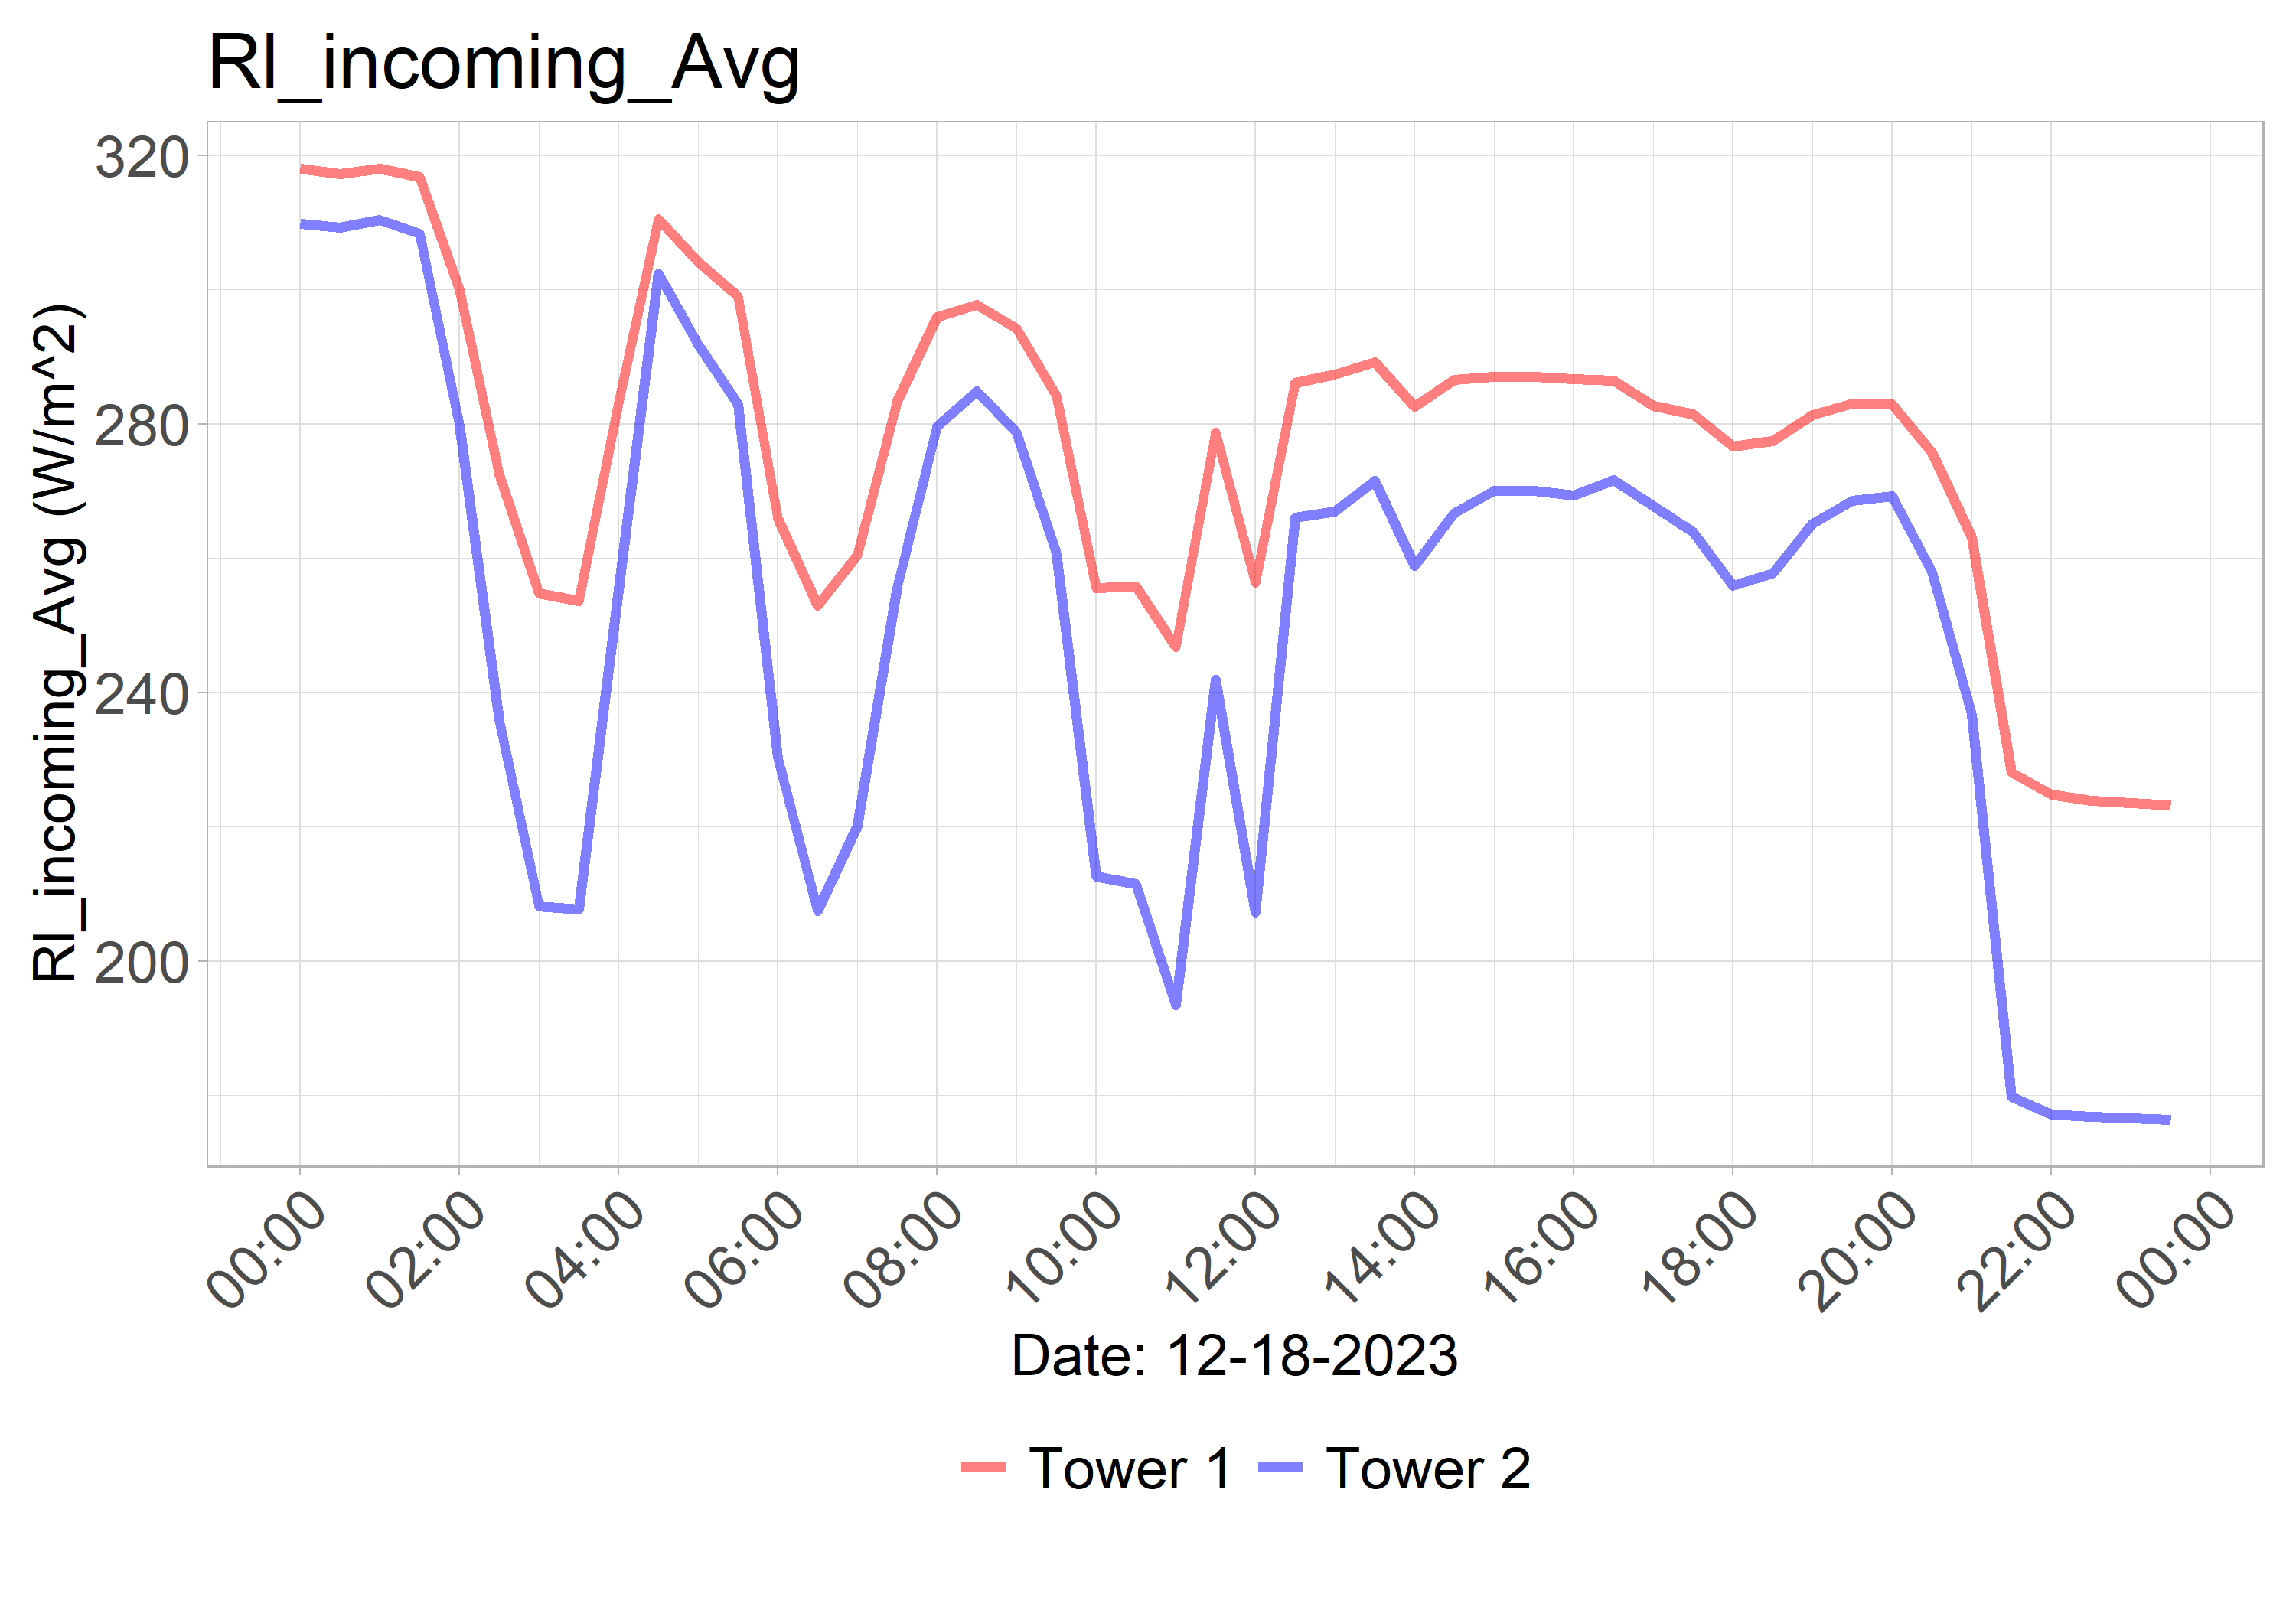 Rl_incoming_Avg
Rl_incoming_Avg (W/m^2)
320
280
240
200
00:00 02:00 04:00 06:00 08:00 10:00 12:00 14:00 16:00 18:00 20:00 22:00 00:00
Date: 12-18-2023
Tower 1 Tower 2